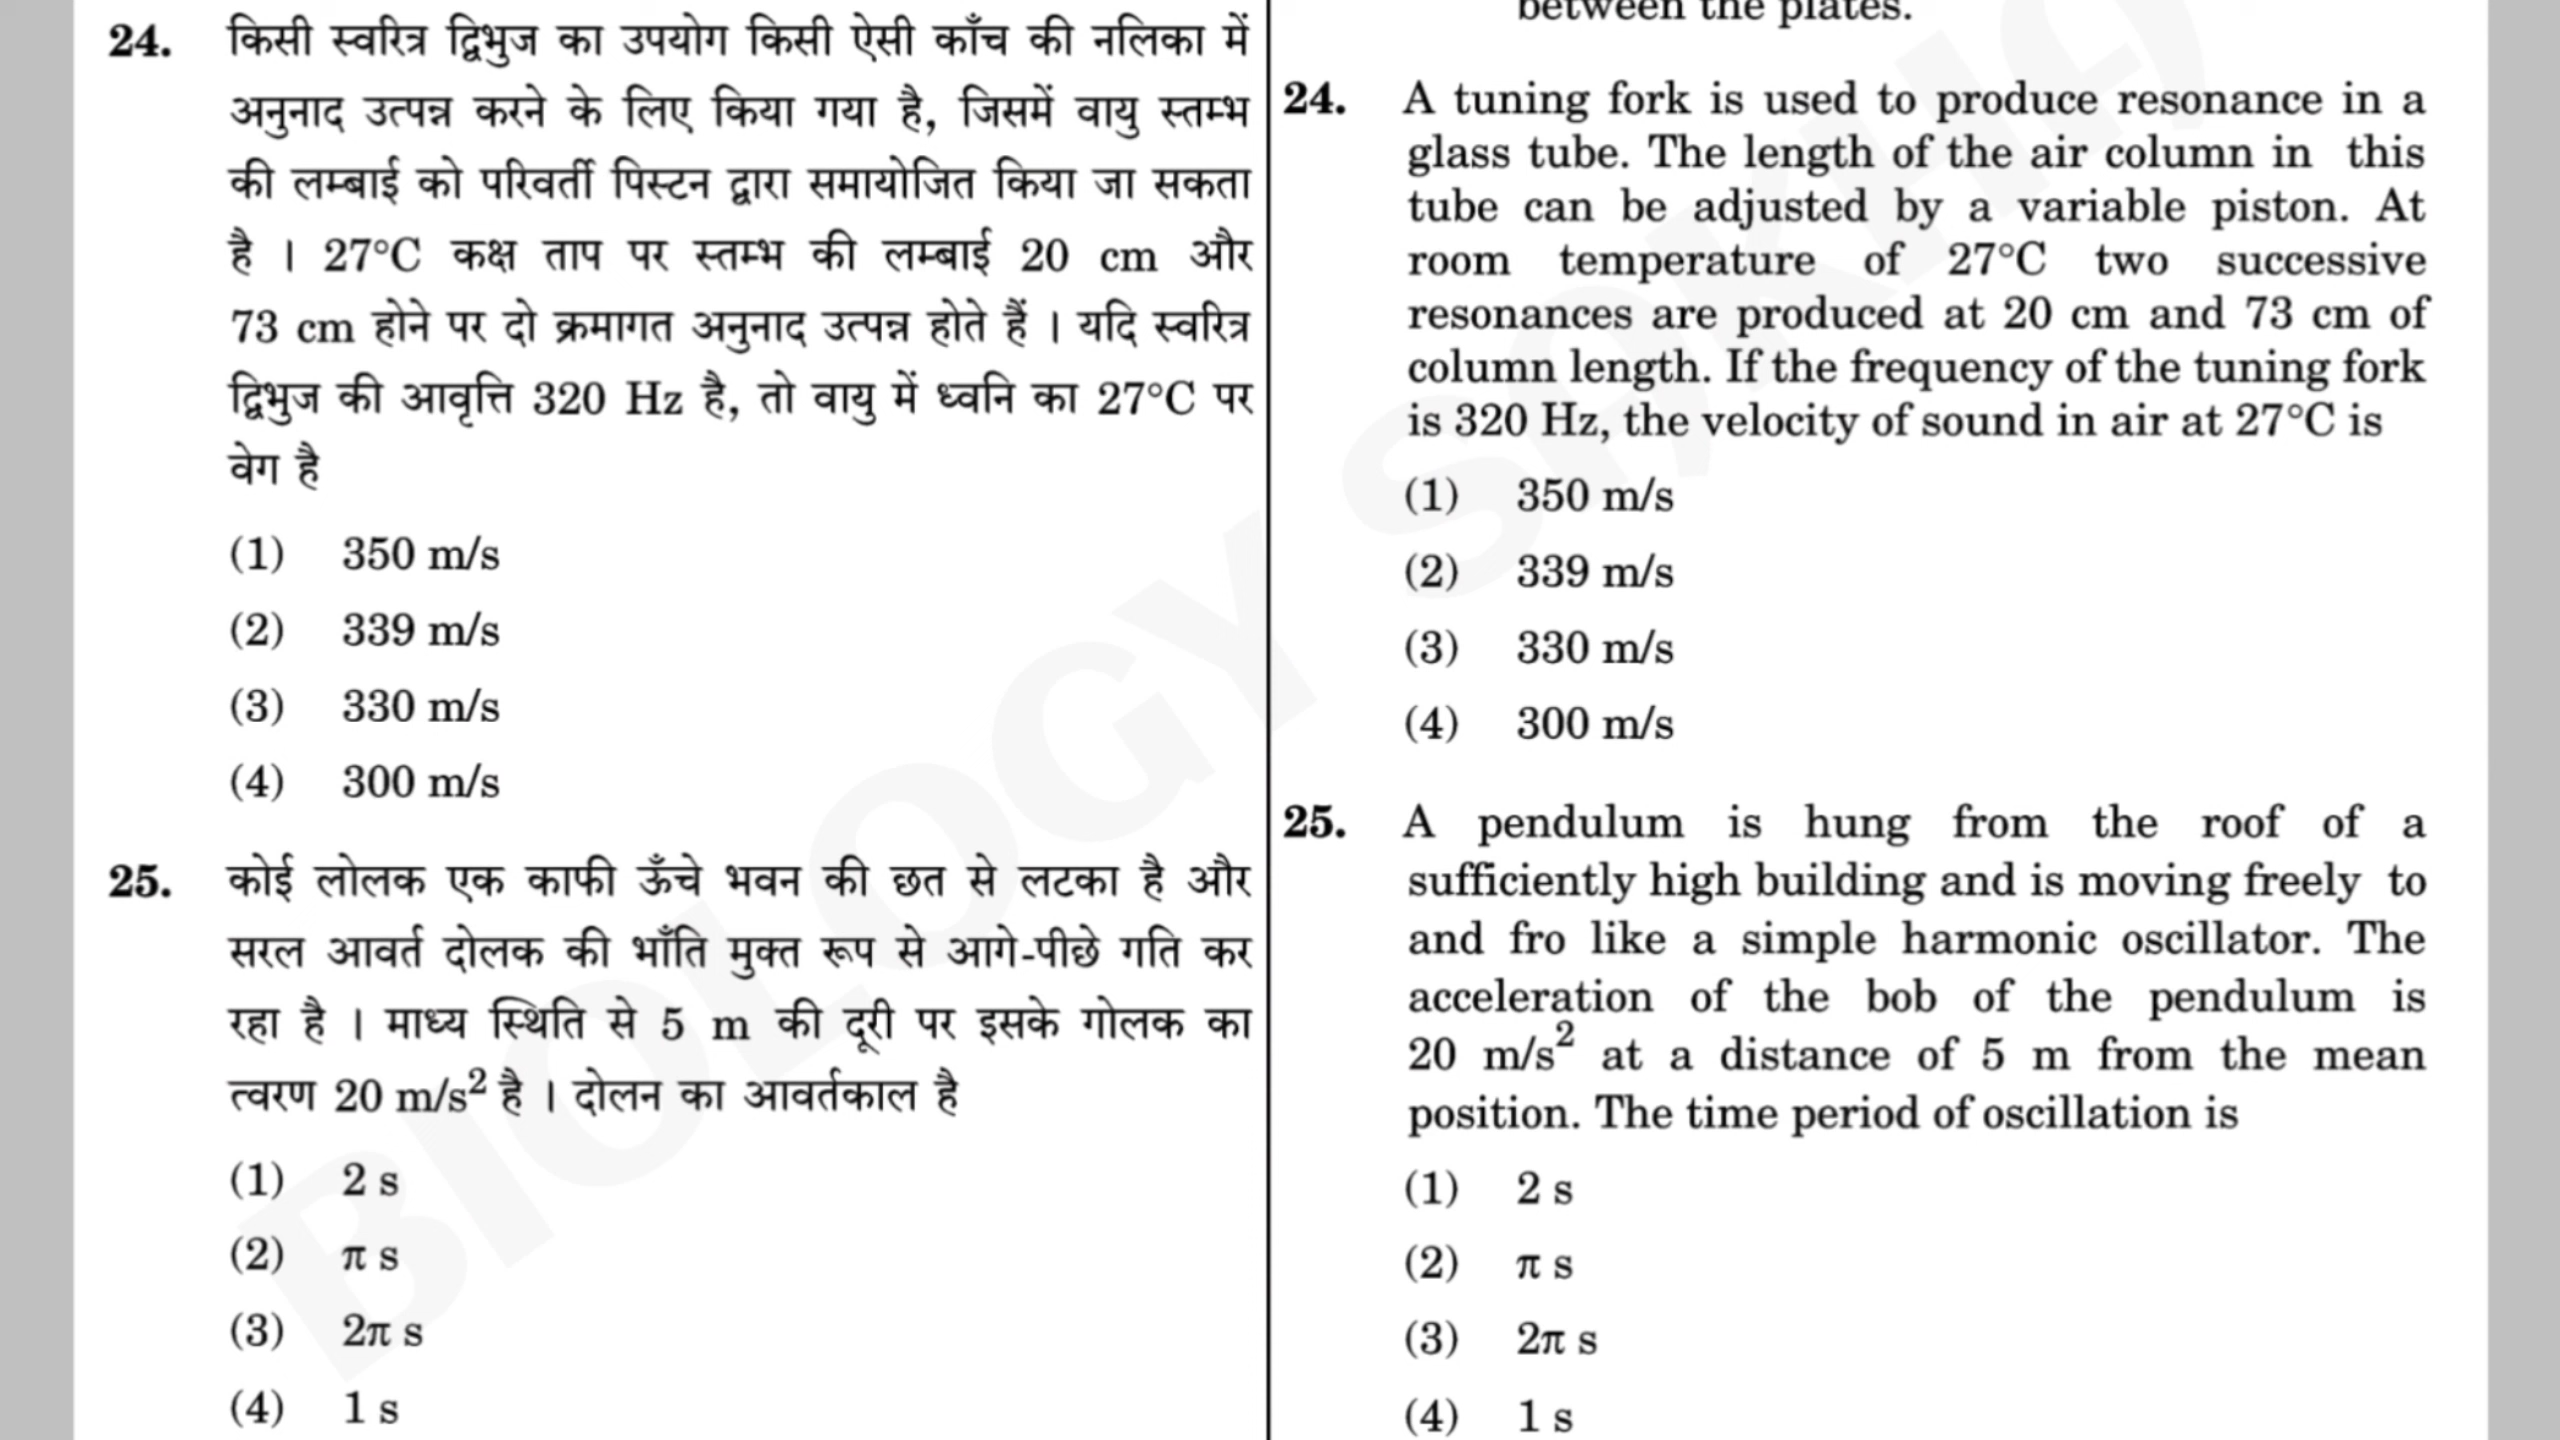 24. किसी स्वरित्र द्विभुज का उपयोग किसी ऐसी काँच की नलिका में
अनुनाद उत्पन्न करने के लिए किया गया है, जिसमें वायु स्तम्भ
की लम्बाई को परिवर्ती पिस्टन द्वारा समायोजित किया जा सकता
है । 27°C कक्ष ताप पर स्तम्भ की लम्बाई 20 cm और
73 cm होने पर दो क्रमागत अनुनाद उत्पन्न होते हैं । यदि स्वरित्र
द्विभुज की आवृत्ति 320 Hz है, तो वायु में ध्वनि का 27°C पर
वेग है
(1) 350 m/s
(2) 339 m/s
(3) 330 m/s
(4) 300 m/s
25. कोई लोलक एक काफी ऊँचे भवन की छत से लटका है और
सरल आवर्त दोलक की भाँति मुक्त रूप से आगे-पीछे गति कर
रहा है । माध्य स्थिति से 5 m की दूरी पर इसके गोलक का
त्वरण 20 m/s² है । दोलन का आवर्तकाल है
(1) 2 s
(2) π s
(3) 2π s
(4) 1 s
between the plates.
24. A tuning fork is used to produce resonance in a
glass tube. The length of the air column in this
tube can be adjusted by a variable piston. At
room temperature of 27°C two successive
resonances are produced at 20 cm and 73 cm of
column length. If the frequency of the tuning fork
is 320 Hz, the velocity of sound in air at 27°C is
(1) 350 m/s
(2) 339 m/s
(3) 330 m/s
(4) 300 m/s
25. A pendulum is hung from the roof of a
sufficiently high building and is moving freely to
and fro like a simple harmonic oscillator. The
acceleration of the bob of the pendulum is
20 m/s² at a distance of 5 m from the mean
position. The time period of oscillation is
(1) 2 s
(2) π s
(3) 2π s
(4) 1 s
BIOLOGY SAKHA